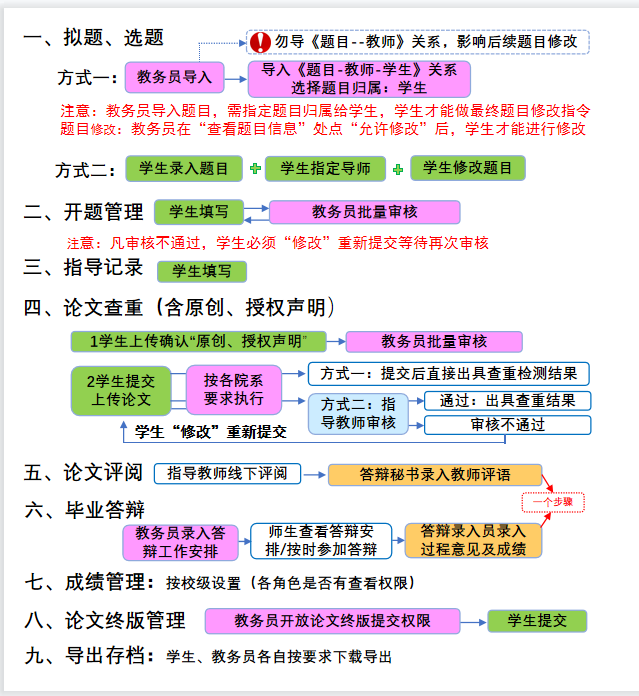 一、拟题、选题
勿导《题目--教师》关系，影响后续题目修改
方式一：
教务员导入
导入《题目-教师-学生》关系
选择题目归属：学生
注意：教务员导入题目，需指定题目归属给学生，学生才能做最终题目修改指令
题目修改：教务员在“查看题目信息”处点“允许修改”后，学生才能进行修改
方式二：
学生录入题目
学生指定导师
学生修改题目
二、开题管理
学生填写
教务员批量审核
注意：凡审核不通过，学生必须“修改”重新提交等待再次审核
三、指导记录
学生填写
四、论文查重（含原创、授权声明）
1学生上传确认“原创、授权声明”
教务员批量审核
2学生提交
上传论文
按各院系
要求执行
方式一：提交后直接出具查重检测结果
方式二：指
导教师审核
通过：出具查重结果
审核不通过
学生“修改”重新提交
五、论文评阅
指导教师线下评阅
答辩秘书录入教师评语
一个步骤
六、毕业答辩
教务员录入答
辩工作安排
师生查看答辩安
排/按时参加答辩
答辩录入员录入
过程意见及成绩
七、成绩管理：按校级设置（各角色是否有查看权限）
八、论文终版管理
教务员开放论文终版提交权限
学生提交
九、导出存档：学生、教务员各自按要求下载导出